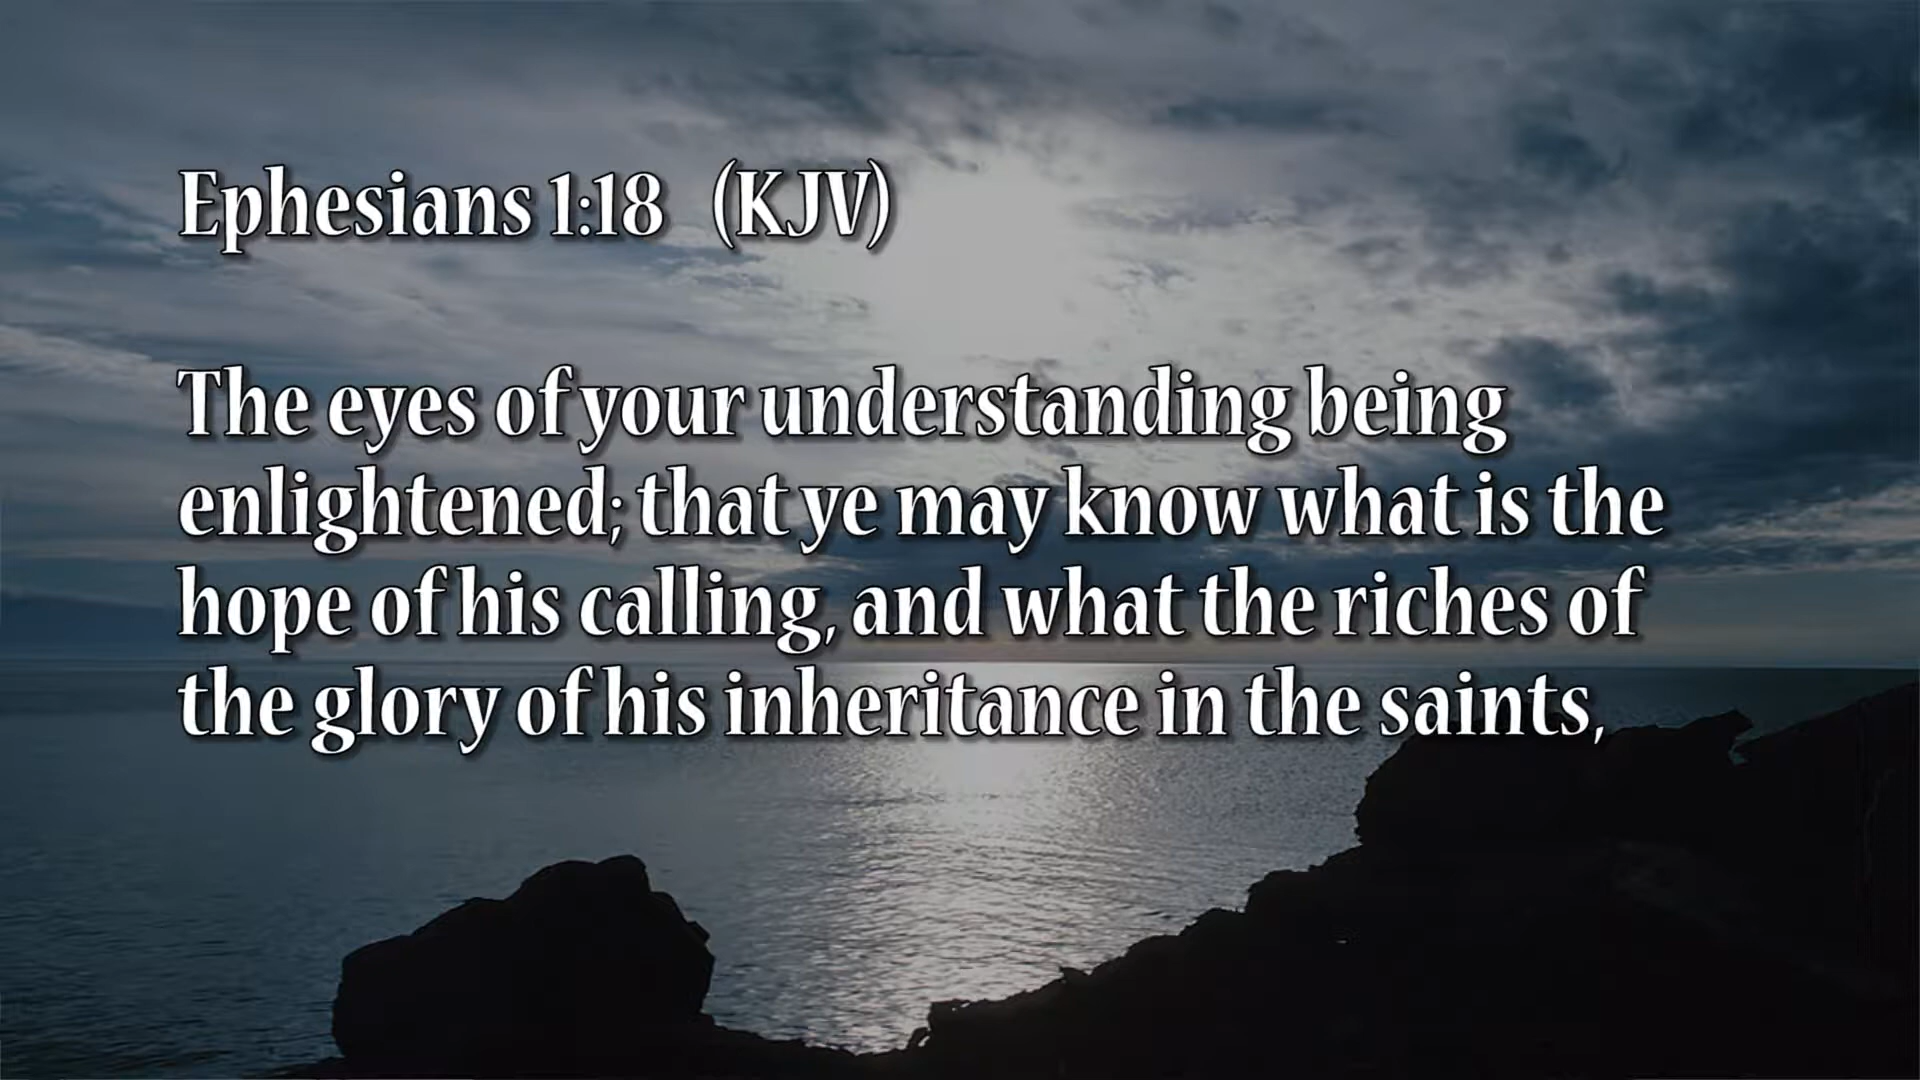 Ephesians 1:18 (KJV)
The eyes of your understanding being
enlightened; that ye may know what is the
hope of his calling, and what the riches of
the glory of his inheritance in the saints,